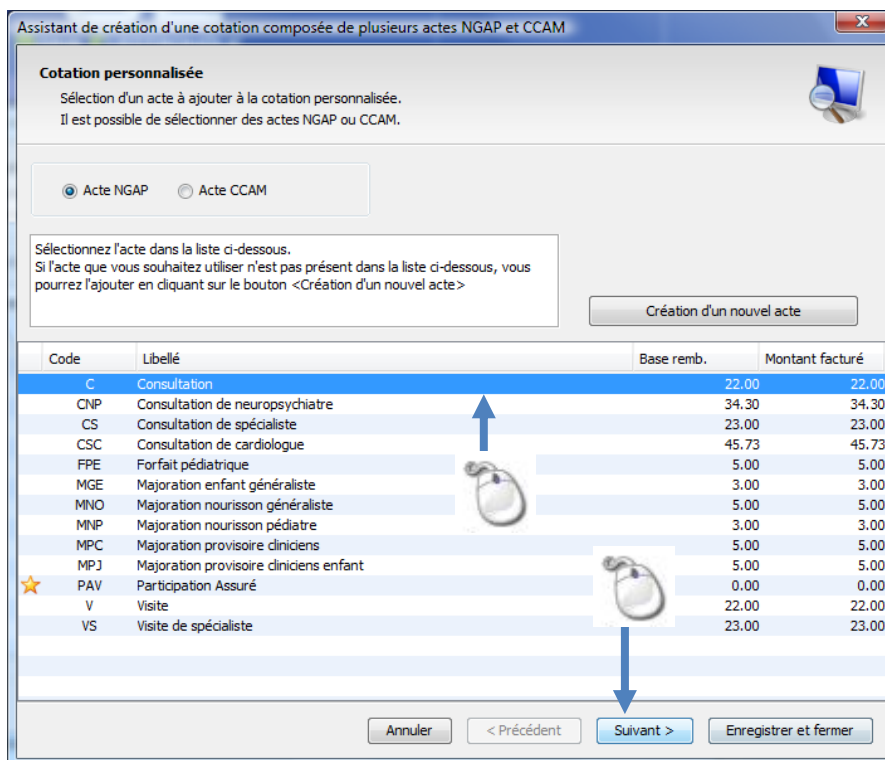 Assistant de création d'une cotation composée de plusieurs actes NGAP et CCAM
Cotation personnalisée
Sélection d'un acte à ajouter à la cotation personnalisée.
Il est possible de sélectionner des actes NGAP ou CCAM.
Acte NGAP Acte CCAM
Sélectionnez l'acte dans la liste ci-dessous.
Si l'acte que vous souhaitez utiliser n'est pas présent dans la liste ci-dessous, vous
pourrez l'ajouter en cliquant sur le bouton <Création d'un nouvel acte>
Création d'un nouvel acte
Code Libellé Base remb. Montant facturé
C Consultation 22.00 22.00
CNP Consultation de neuropsychiatre 34.30 34.30
CS Consultation de spécialiste 23.00 23.00
CSC Consultation de cardiologue 45.73 45.73
FPE Forfait pédiatrique 5.00 5.00
MGE Majoration enfant généraliste 3.00 3.00
MNO Majoration nourisson généraliste 5.00 5.00
MNP Majoration nourisson pédiatre 3.00 3.00
MPC Majoration provisoire cliniciens 5.00 5.00
MPJ Majoration provisoire cliniciens enfant 5.00 5.00
PAV Participation Assuré 0.00 0.00
V Visite 22.00 22.00
VS Visite de spécialiste 23.00 23.00
Annuler < Précédent Suivant > Enregistrer et fermer